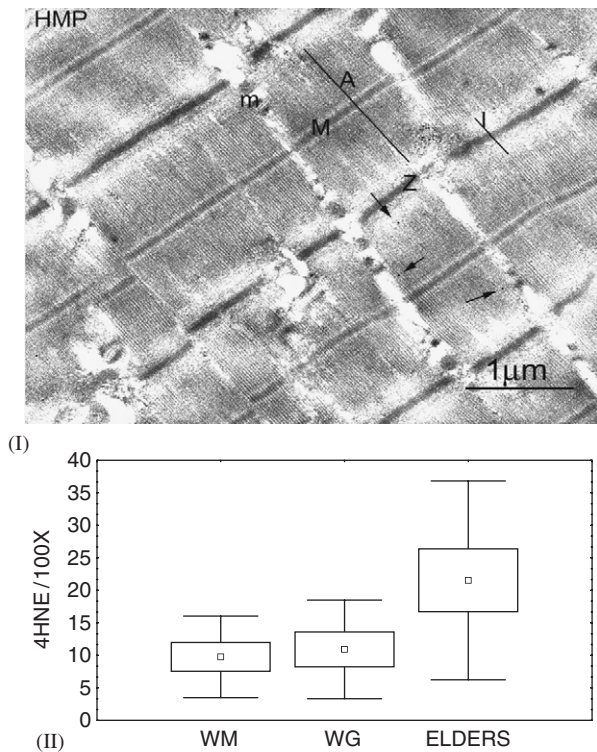 HMP
A
m
M
I
Z
1μm
(I)
40
35
30
25
20
15
10
5
0
4HNE/100X
WM WG ELDERS
(II)